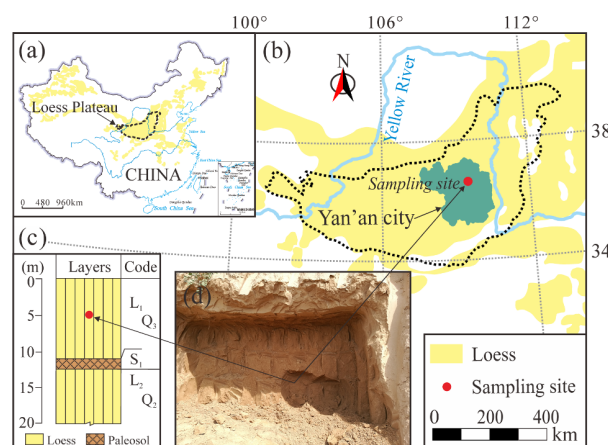 100°
106°
112°
(a)
Loess Plateau
CHINA
South China Sea
0 480 960km
(b)
N
Yellow River
38°
Sampling site
Yan'an city
34°
(c)
(m)
Layers
Code
0
5
10
15
20
L1
Q3
S1
L2
Q2
Loess
Paleosol
(d)
Loess
Sampling site
0 200 400
km